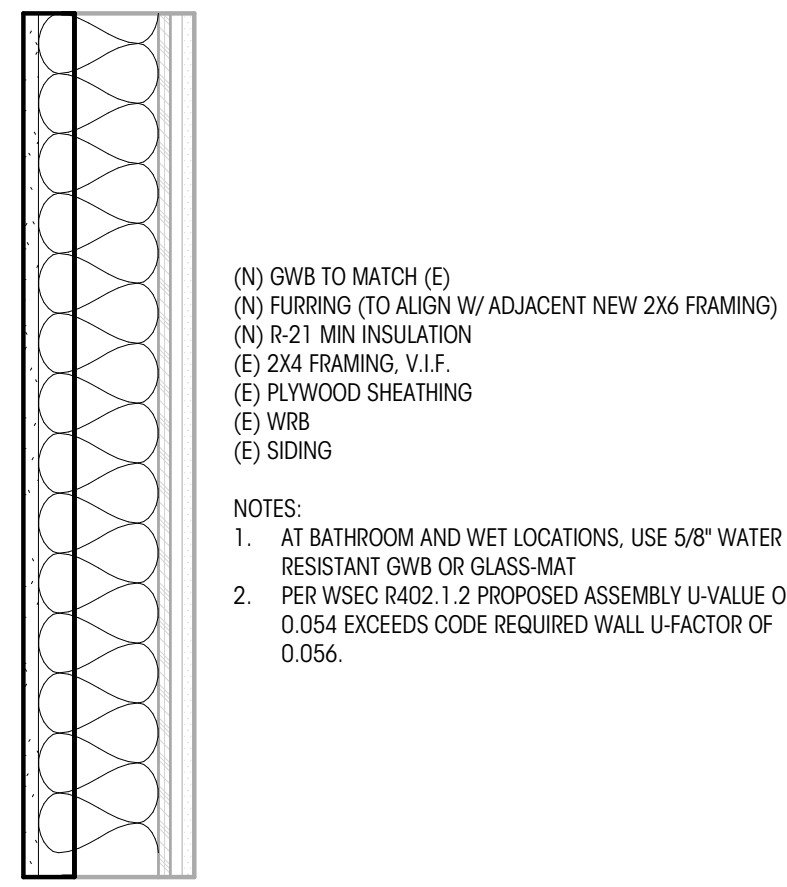 (N) GWB TO MATCH (E)
(N) FURRING (TO ALIGN W/ ADJACENT NEW 2X6 FRAMING)
(N) R-21 MIN INSULATION
(E) 2X4 FRAMING, V.I.F.
(E) PLYWOOD SHEATHING
(E) WRB
(E) SIDING
NOTES:
1. AT BATHROOM AND WET LOCATIONS, USE 5/8" WATER
RESISTANT GWB OR GLASS-MAT
2. PER WSEC R402.1.2 PROPOSED ASSEMBLY U-VALUE O
0.054 EXCEEDS CODE REQUIRED WALL U-FACTOR OF
0.056.